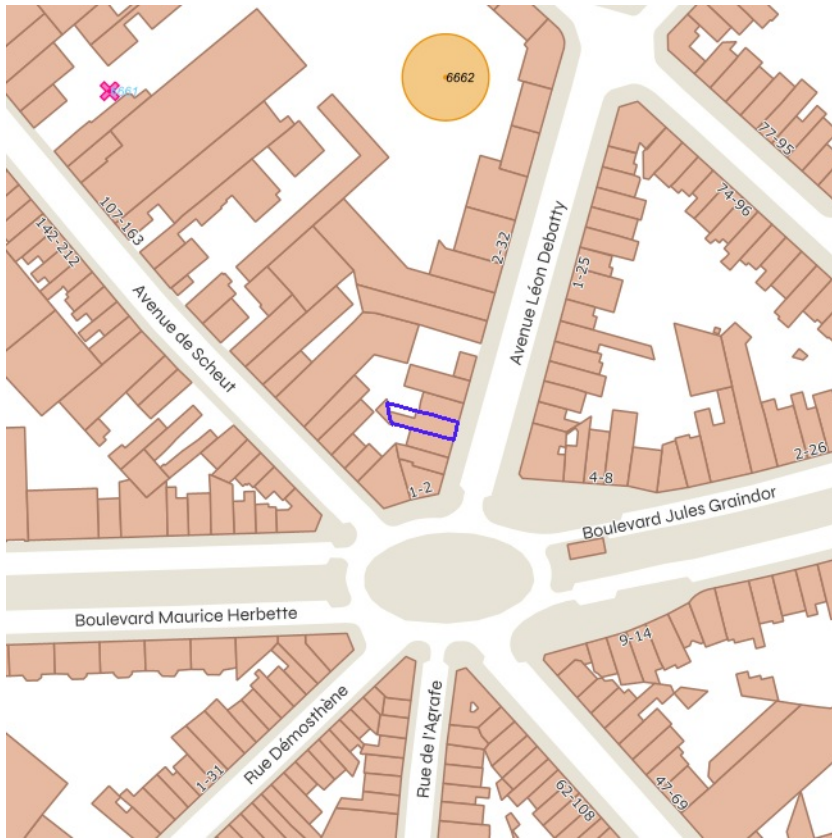 6662
77-95
74-96
107-163
142-212
2-32
1-25
Avenue Léon Debatty
Avenue de Scheut
1-2
4-8
2-26
Boulevard Jules Graindor
Boulevard Maurice Herbette
9-14
Rue Démosthène
Rue de l'Agrafe
1-31
62-108
47-69